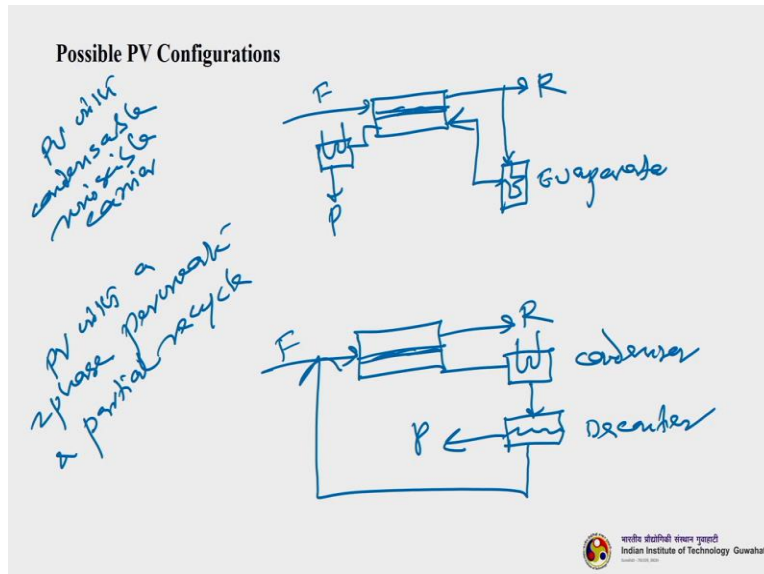 Possible PV Configurations
PV with
condensable
miscible
carrier
F
R
Evaporate
P
PV with a
2 phase permeate
& partial recycle
F
R
condenser
P
Decanter
भारतीय प्रौद्योगिकी संस्थान गुवाहाटी
Indian Institute of Technology Guwaha